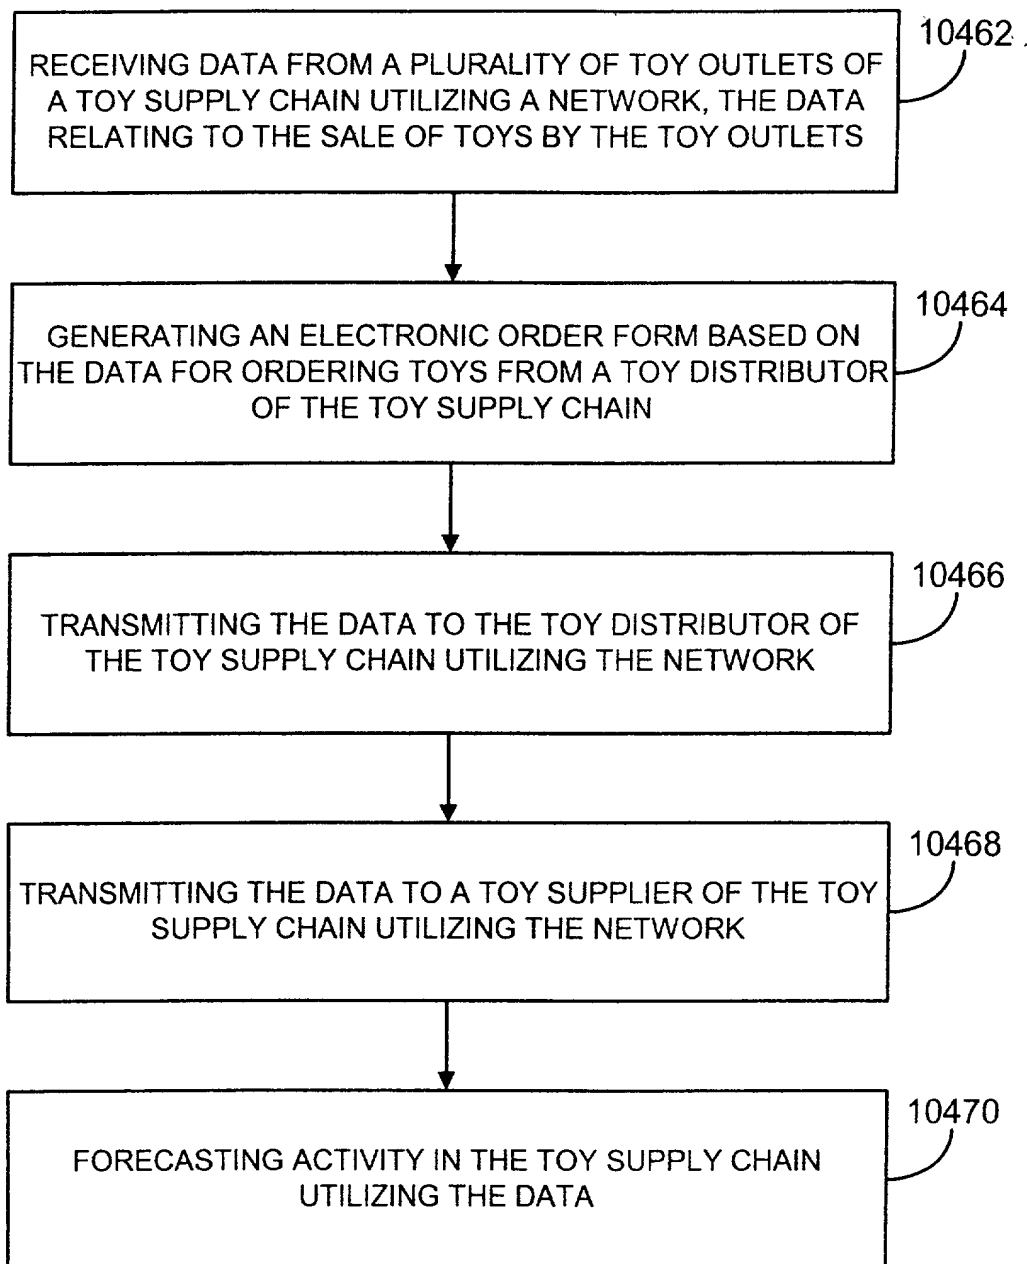 10462
RECEIVING DATA FROM A PLURALITY OF TOY OUTLETS OF
A TOY SUPPLY CHAIN UTILIZING A NETWORK, THE DATA
RELATING TO THE SALE OF TOYS BY THE TOY OUTLETS
10464
GENERATING AN ELECTRONIC ORDER FORM BASED ON
THE DATA FOR ORDERING TOYS FROM A TOY DISTRIBUTOR
OF THE TOY SUPPLY CHAIN
10466
TRANSMITTING THE DATA TO THE TOY DISTRIBUTOR OF
THE TOY SUPPLY CHAIN UTILIZING THE NETWORK
10468
TRANSMITTING THE DATA TO A TOY SUPPLIER OF THE TOY
SUPPLY CHAIN UTILIZING THE NETWORK
10470
FORECASTING ACTIVITY IN THE TOY SUPPLY CHAIN
UTILIZING THE DATA